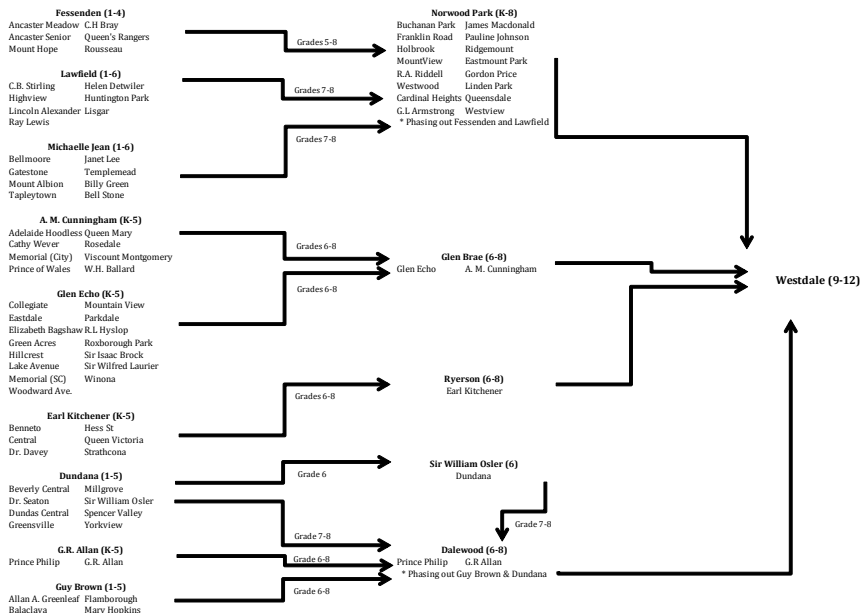 Fessenden (1-4)
Ancaster Meadow C.H Bray
Ancaster Senior Queen's Rangers
Mount Hope Rousseau
Grades 5-8
Lawfield (1-6)
C.B. Stirling Helen Detwiler
Highview Huntington Park
Lincoln Alexander Lisgar
Ray Lewis
Grades 7-8
Michaelle Jean (1-6)
Bellmoore Janet Lee
Gatestone Templemead
Mount Albion Billy Green
Tapleytown Bell Stone
Grades 7-8
A. M. Cunningham (K-5)
Adelaide Hoodless Queen Mary
Cathy Wever Rosedale
Memorial (City) Viscount Montgomery
Prince of Wales W.H. Ballard
Grades 6-8
Glen Echo (K-5)
Collegiate Mountain View
Eastdale Parkdale
Elizabeth Bagshaw R.L Hyslop
Green Acres Roxborough Park
Hillcrest Sir Isaac Brock
Lake Avenue Sir Wilfred Laurier
Memorial (SC) Winona
Woodward Ave.
Grades 6-8
Earl Kitchener (K-5)
Benneto Hess St
Central Queen Victoria
Dr. Davey Strathcona
Grades 6-8
Dundana (1-5)
Beverly Central Millgrove
Dr. Seaton Sir William Osler
Dundas Central Spencer Valley
Greensville Yorkview
Grade 6
Grade 7-8
G.R. Allan (K-5)
Prince Philip G.R. Allan
Grade 6-8
Guy Brown (1-5)
Allan A. Greenleaf Flamborough
Balaclava Mary Hopkins
Grade 6-8
Norwood Park (K-8)
Buchanan Park James Macdonald
Franklin Road Pauline Johnson
Holbrook Ridgemount
MountView Eastmount Park
R.A. Riddell Gordon Price
Westwood Linden Park
Cardinal Heights Queensdale
G.L Armstrong Westview
* Phasing out Fessenden and Lawfield
Glen Brae (6-8)
Glen Echo A. M. Cunningham
Ryerson (6-8)
Earl Kitchener
Sir William Osler (6)
Dundana
Grade 7-8
Dalewood (6-8)
Prince Philip G.R Allan
* Phasing out Guy Brown & Dundana
Westdale (9-12)